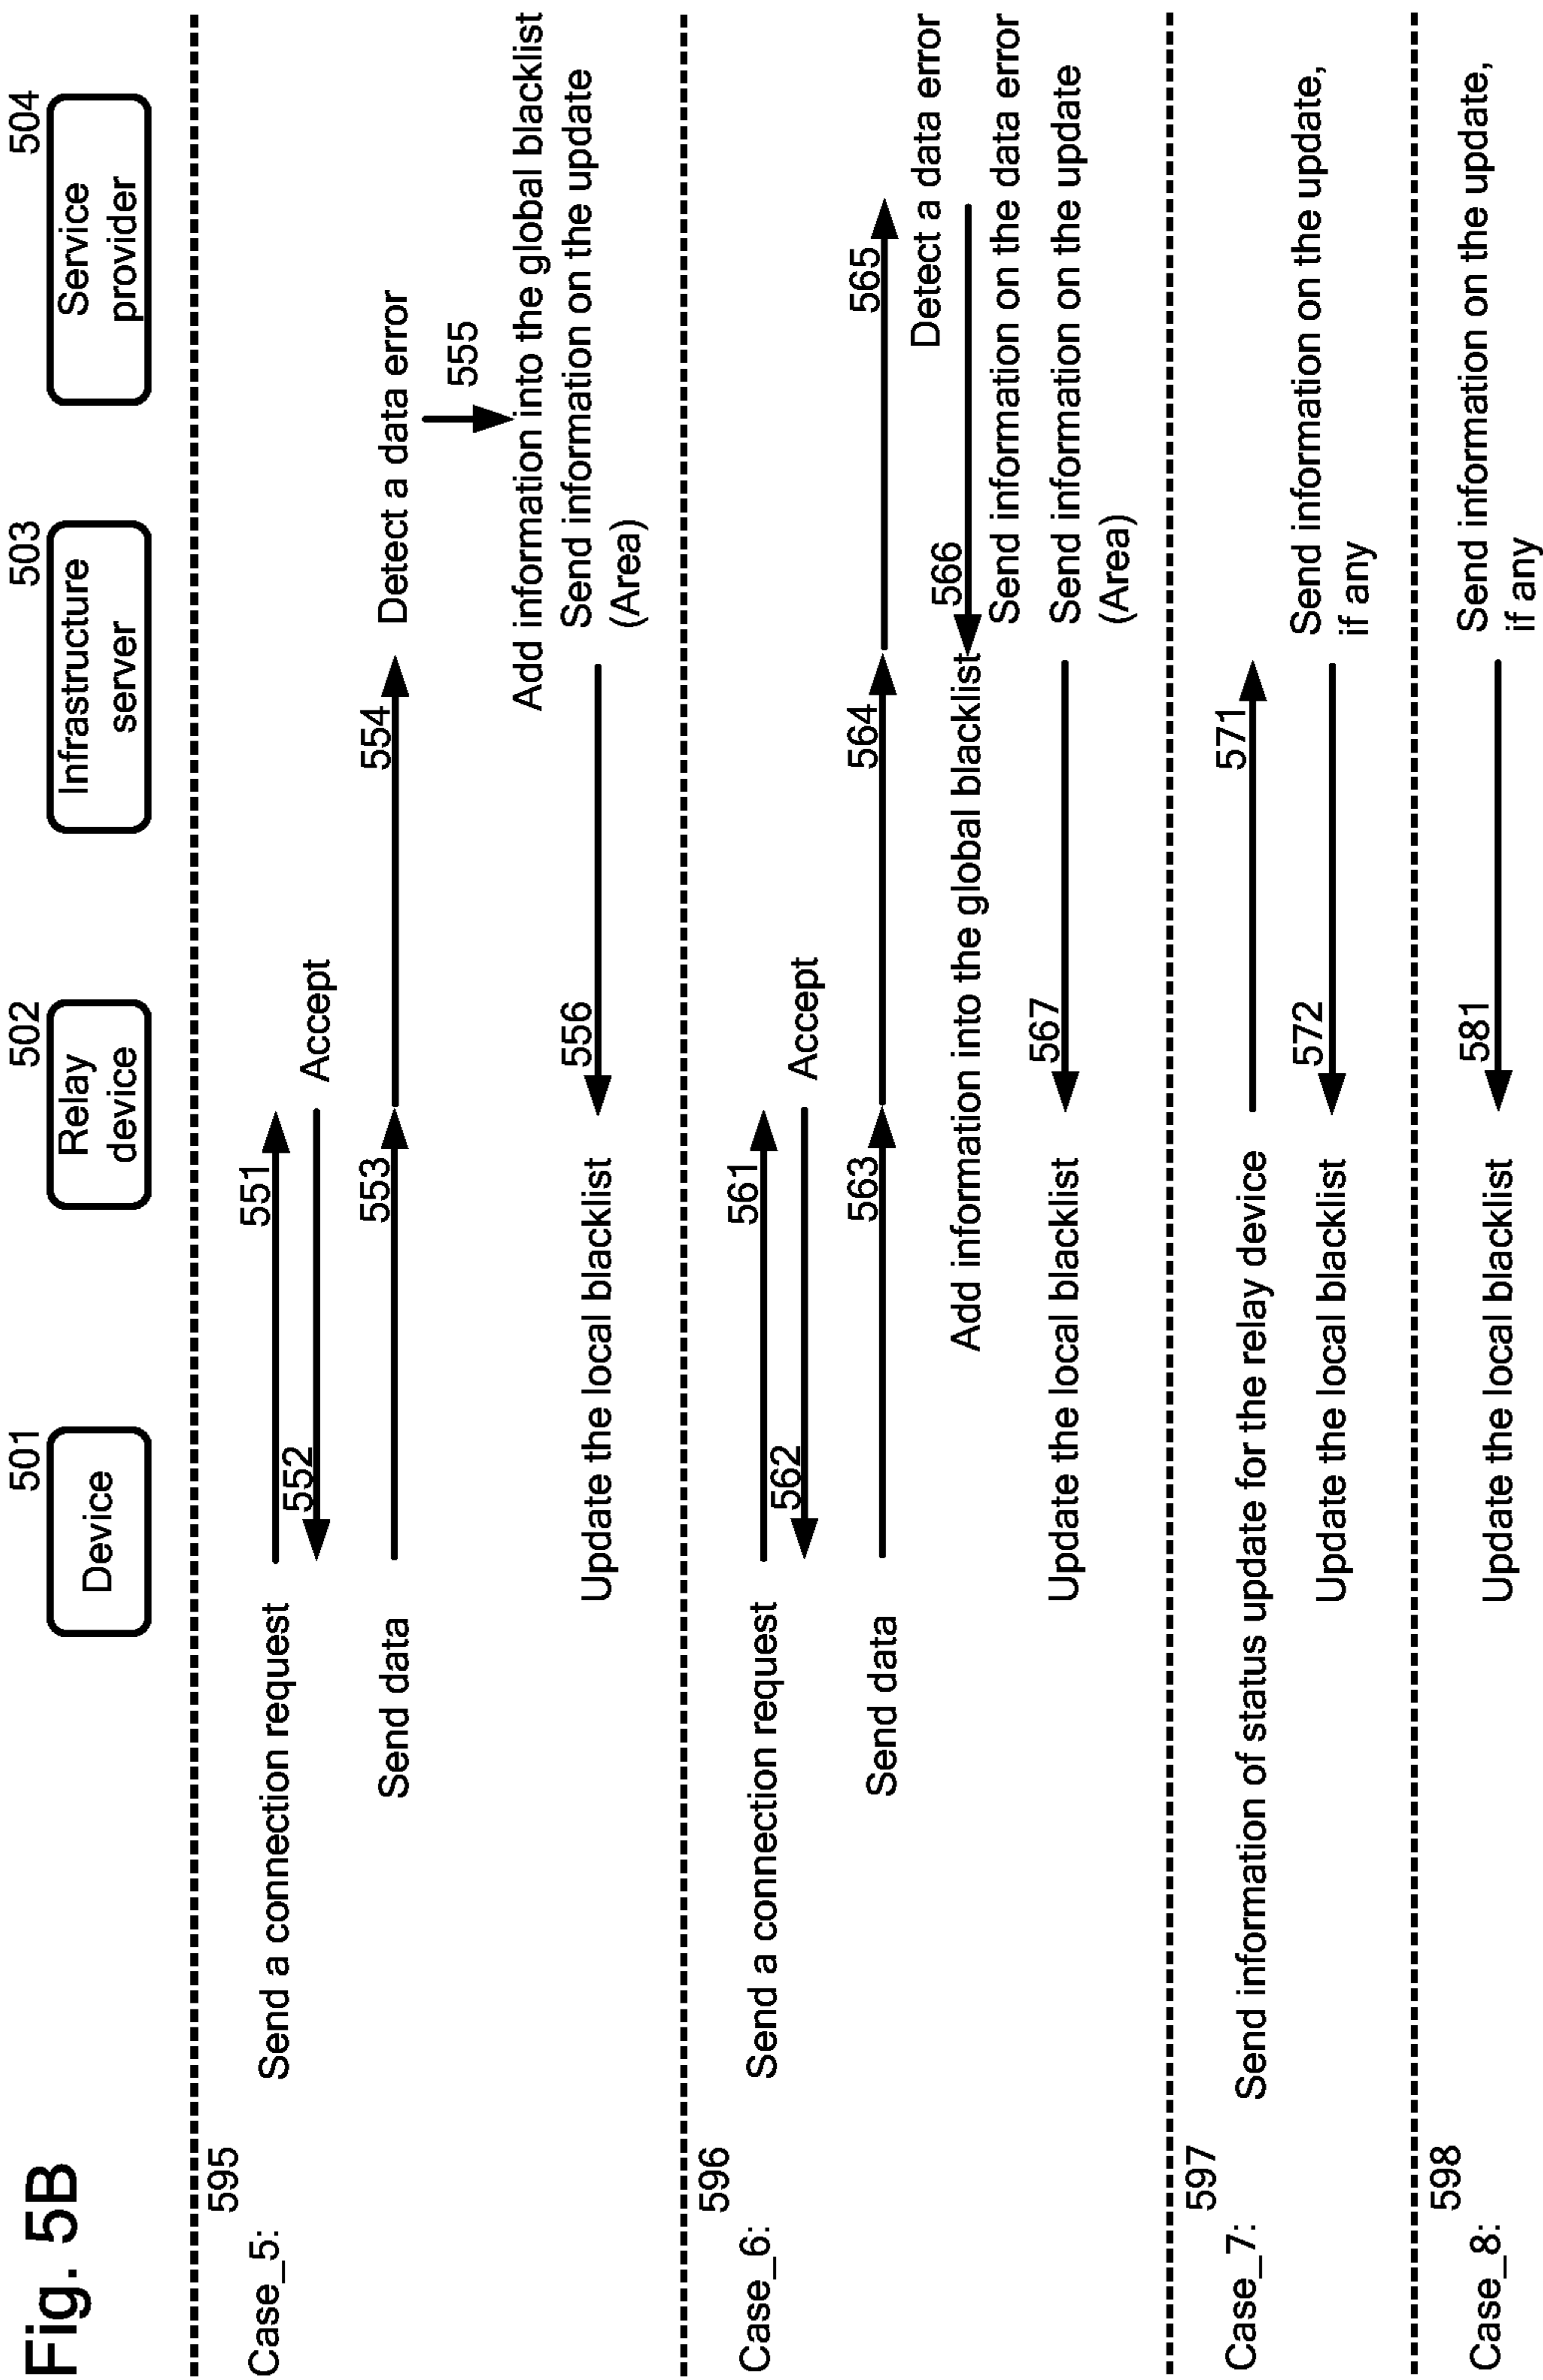 Fig. 5B
501
502
503
504
Device
Relay
device
Infrastructure
server
Service
provider
595
Case_5:
Send a connection request
551
552
Accept
Send data
553
554
Detect a data error
555
Add information into the global blacklist
Update the local blacklist
556
Send information on the update
(Area)
596
Case_6:
Send a connection request
561
562
Accept
Send data
563
564
565
Detect a data error
Add information into the global blacklist
566
Send information on the data error
Update the local blacklist
567
Send information on the update
(Area)
597
Case_7:
Send information of status update for the relay device
571
Update the local blacklist
572
Send information on the update,
if any
598
Case_8:
Update the local blacklist
581
Send information on the update,
if any